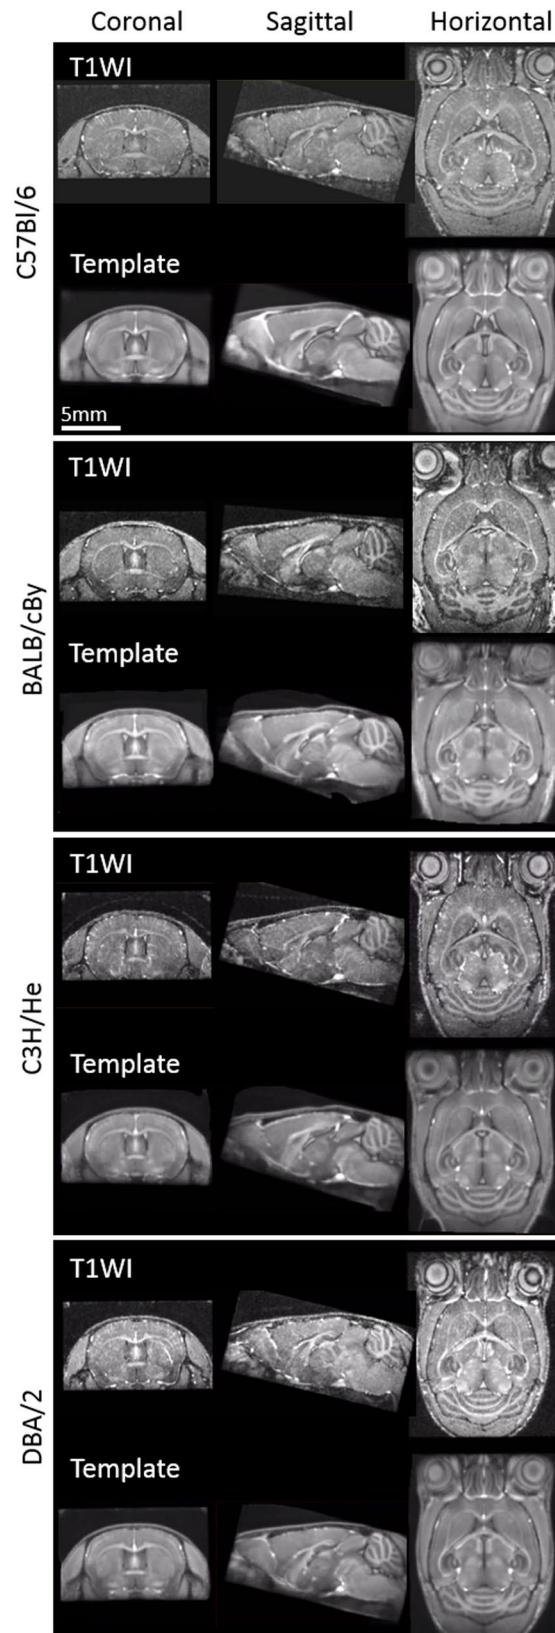 Coronal Sagittal Horizontal
C57Bl/6
T1WI
Template
5mm
BALB/cBy
T1WI
Template
C3H/He
T1WI
Template
DBA/2
T1WI
Template